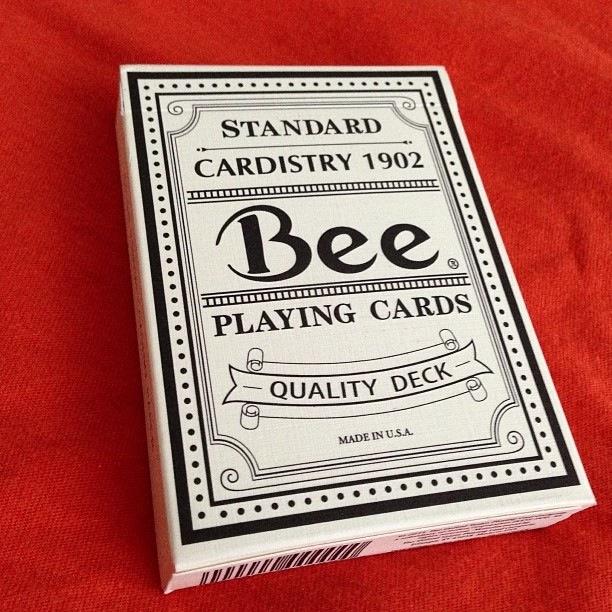 STANDARD
CARDISTRY 1902
Bee®
PLAYING CARDS
QUALITY DECK
MADE IN U.S.A.